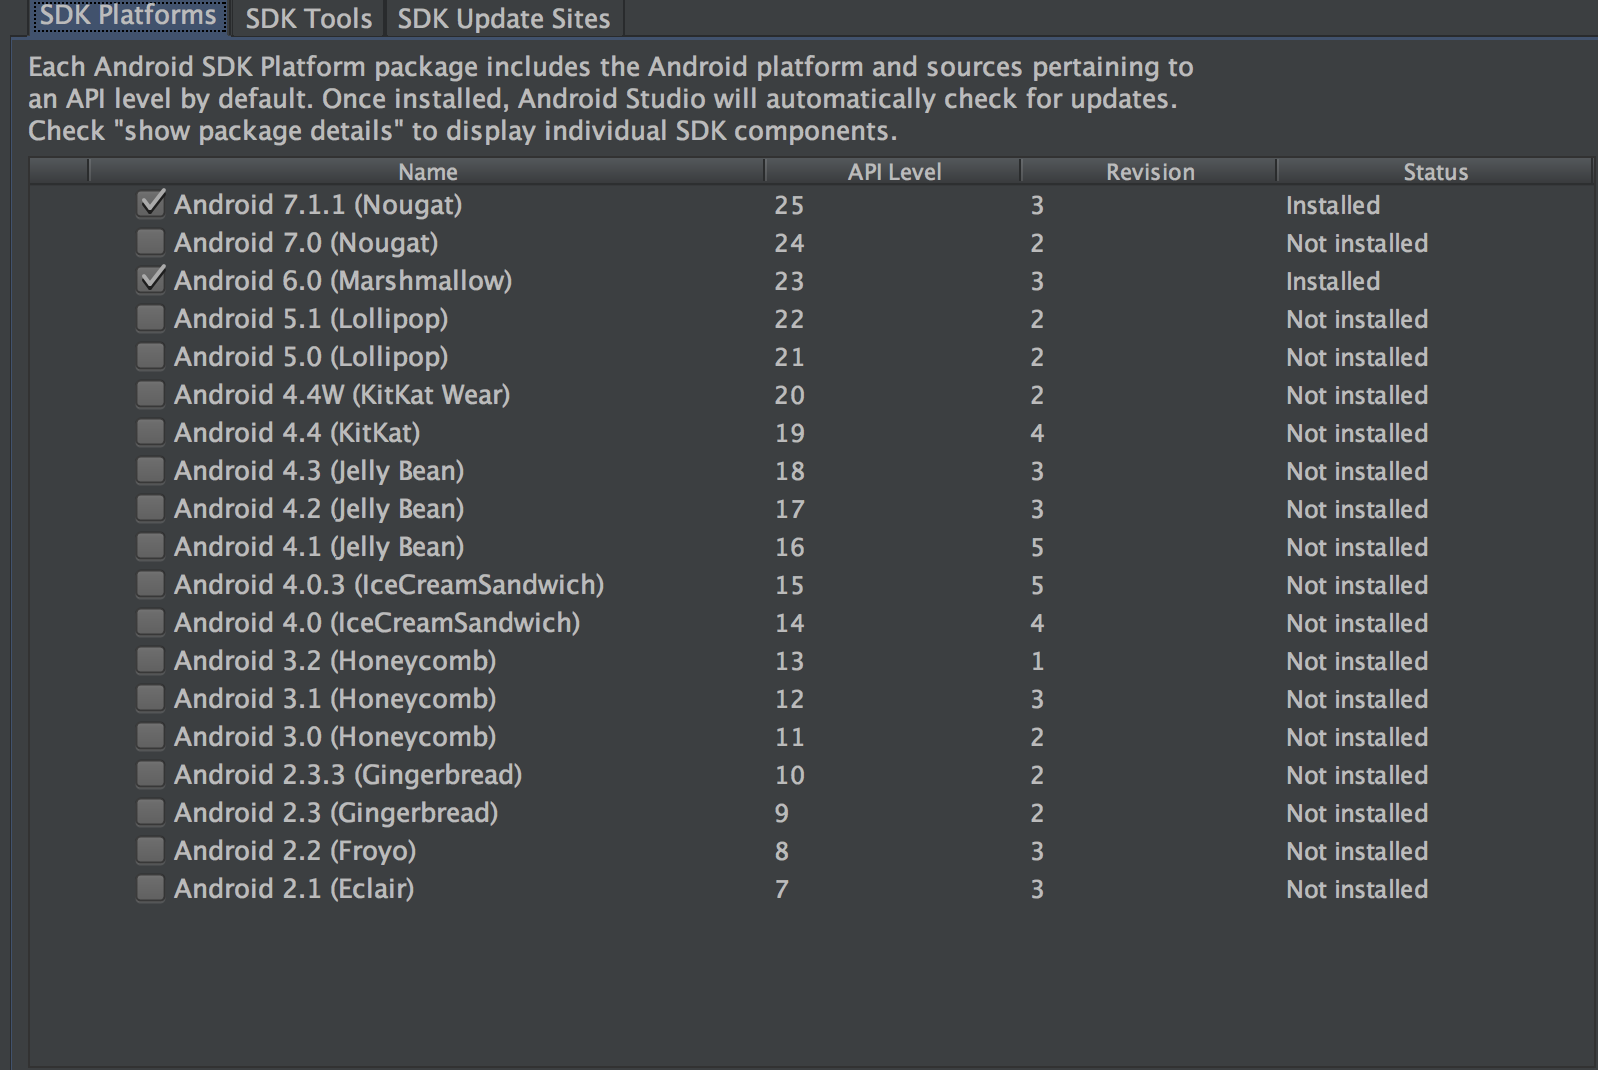 SDK Platforms SDK Tools SDK Update Sites
Each Android SDK Platform package includes the Android platform and sources pertaining to
an API level by default. Once installed, Android Studio will automatically check for updates.
Check "show package details" to display individual SDK components.
Name API Level Revision Status
Android 7.1.1 (Nougat) 25 3 Installed
Android 7.0 (Nougat) 24 2 Not installed
Android 6.0 (Marshmallow) 23 3 Installed
Android 5.1 (Lollipop) 22 2 Not installed
Android 5.0 (Lollipop) 21 2 Not installed
Android 4.4W (KitKat Wear) 20 2 Not installed
Android 4.4 (KitKat) 19 4 Not installed
Android 4.3 (Jelly Bean) 18 3 Not installed
Android 4.2 (Jelly Bean) 17 3 Not installed
Android 4.1 (Jelly Bean) 16 5 Not installed
Android 4.0.3 (IceCreamSandwich) 15 5 Not installed
Android 4.0 (IceCreamSandwich) 14 4 Not installed
Android 3.2 (Honeycomb) 13 1 Not installed
Android 3.1 (Honeycomb) 12 3 Not installed
Android 3.0 (Honeycomb) 11 2 Not installed
Android 2.3.3 (Gingerbread) 10 2 Not installed
Android 2.3 (Gingerbread) 9 2 Not installed
Android 2.2 (Froyo) 8 3 Not installed
Android 2.1 (Eclair) 7 3 Not installed